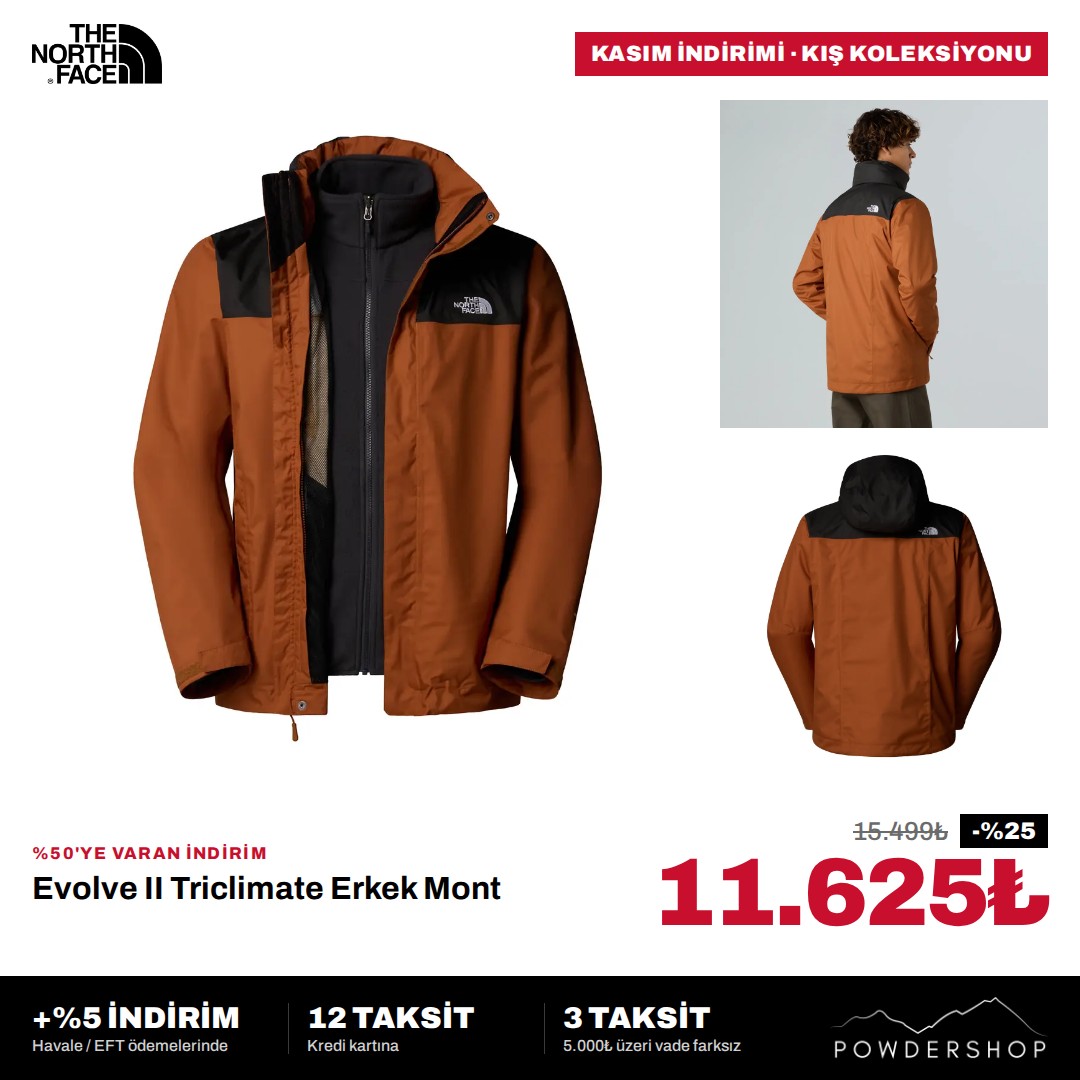 THE
NORTH
FACE®
KASIM İNDİRİMİ · KIŞ KOLEKSİYONU
THE
NORTH
FACE
15.499₺ -%25
%50'YE VARAN İNDİRİM
Evolve II Triclimate Erkek Mont
11.625₺
+%5 İNDİRİM
Havale / EFT ödemelerinde
12 TAKSİT
Kredi kartına
3 TAKSİT
5.000₺ üzeri vade farksız
POWDERSHOP